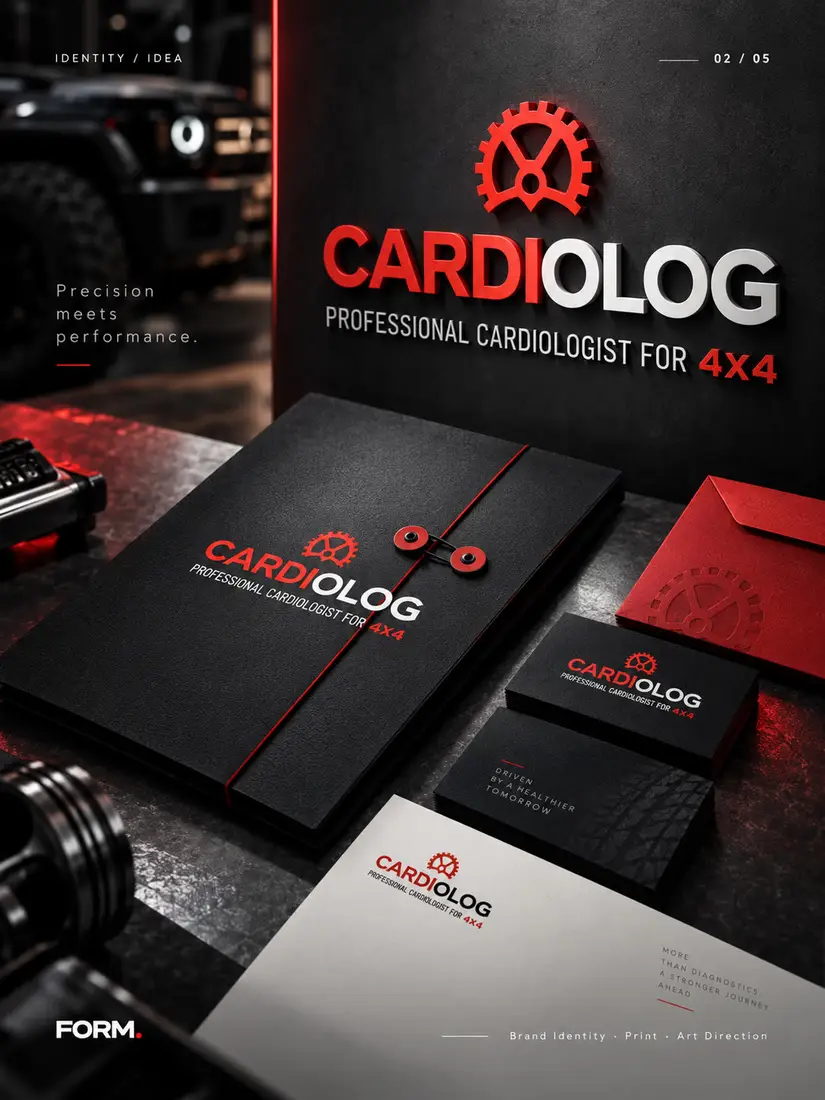 IDENTITY / IDEA
02 / 05
CARDIOLOG
PROFESSIONAL CARDIOLOGIST FOR 4x4
Precision
meets
performance.
CARDIOLOG
PROFESSIONAL CARDIOLOGIST FOR 4x4
CARDIOLOG
PROFESSIONAL CARDIOLOGIST FOR 4x4
DRIVEN
BY A HEALTHIER
TOMORROW
CARDIOLOG
PROFESSIONAL CARDIOLOGIST FOR 4x4
MORE
THAN DIAGNOSTICS.
A STRONGER JOURNEY
AHEAD
FORM.
Brand Identity · Print · Art Direction